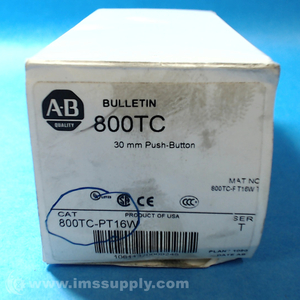 A-B
QUALITY
BULLETIN
800TC
30 mm Push-Button
MAT NO
800TC-PT16W T
CAT
PRODUCT OF USA
SER
800TC-PT16W
T
www.imssupply.com